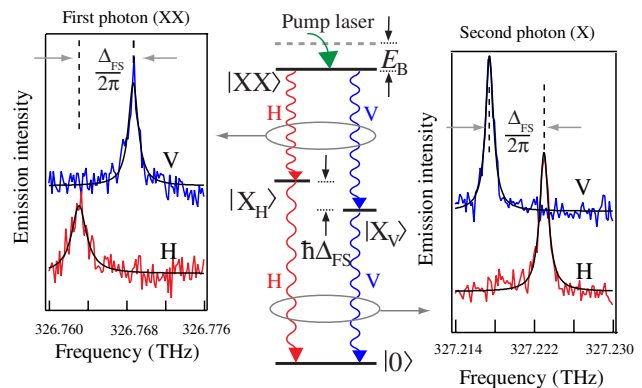 First photon (XX)
Δ_FS
2π
V
H
Emission intensity
326.760 326.768 326.776
Frequency (THz)
Pump laser
E_B
|XX>
H V
|X_H>
|X_V>
ħΔ_FS
H V
|0>
Second photon (X)
Δ_FS
2π
V
H
Emission intensity
327.214 327.222 327.230
Frequency (THz)